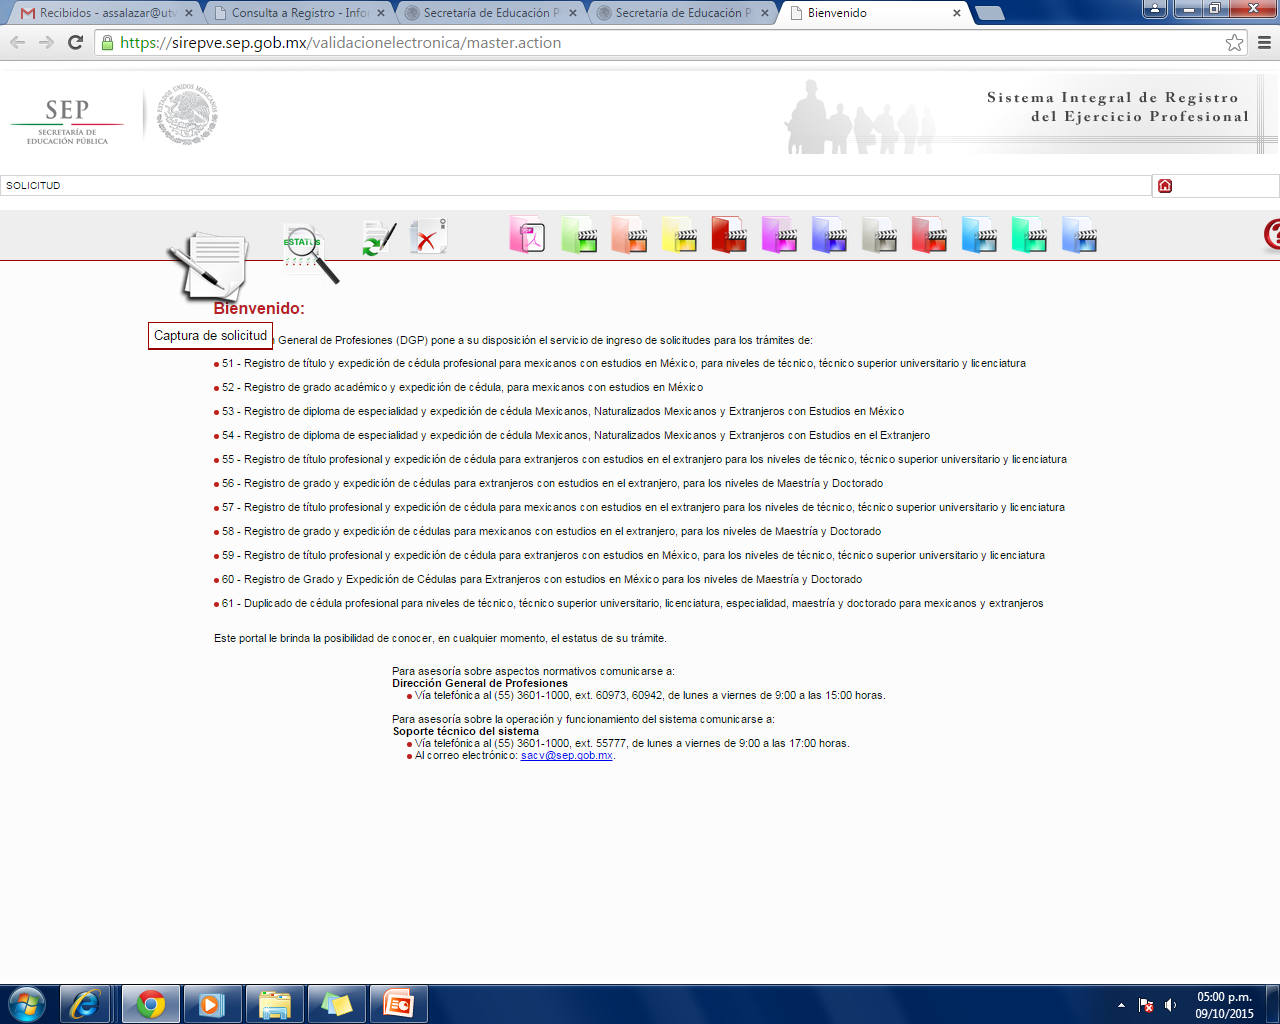 Recibidos - assalazar@utv
Consulta a Registro - Infor
Secretaría de Educación P
Secretaría de Educación P
Bienvenido
https://sirepve.sep.gob.mx/validacionelectronica/master.action
SEP
SECRETARÍA DE
EDUCACIÓN PÚBLICA
ESTADOS UNIDOS MEXICANOS
Sistema Integral de Registro
del Ejercicio Profesional
SOLICITUD
ESTATUS
Bienvenido:
Captura de solicitud
General de Profesiones (DGP) pone a su disposición el servicio de ingreso de solicitudes para los trámites de:
51 - Registro de título y expedición de cédula profesional para mexicanos con estudios en México, para niveles de técnico, técnico superior universitario y licenciatura
52 - Registro de grado académico y expedición de cédula, para mexicanos con estudios en México
53 - Registro de diploma de especialidad y expedición de cédula Mexicanos, Naturalizados Mexicanos y Extranjeros con Estudios en México
54 - Registro de diploma de especialidad y expedición de cédula Mexicanos, Naturalizados Mexicanos y Extranjeros con Estudios en el Extranjero
55 - Registro de título profesional y expedición de cédula para extranjeros con estudios en el extranjero para los niveles de técnico, técnico superior universitario y licenciatura
56 - Registro de grado y expedición de cédulas para extranjeros con estudios en el extranjero, para los niveles de Maestría y Doctorado
57 - Registro de título profesional y expedición de cédula para mexicanos con estudios en el extranjero para los niveles de técnico, técnico superior universitario y licenciatura
58 - Registro de grado y expedición de cédulas para mexicanos con estudios en el extranjero, para los niveles de Maestría y Doctorado
59 - Registro de título profesional y expedición de cédula para extranjeros con estudios en México, para los niveles de técnico, técnico superior universitario y licenciatura
60 - Registro de Grado y Expedición de Cédulas para Extranjeros con estudios en México para los niveles de Maestría y Doctorado
61 - Duplicado de cédula profesional para niveles de técnico, técnico superior universitario, licenciatura, especialidad, maestría y doctorado para mexicanos y extranjeros
Este portal le brinda la posibilidad de conocer, en cualquier momento, el estatus de su trámite.
Para asesoría sobre aspectos normativos comunicarse a:
Dirección General de Profesiones
Vía telefónica al (55) 3601-1000, ext. 60973, 60942, de lunes a viernes de 9:00 a las 15:00 horas.
Para asesoría sobre la operación y funcionamiento del sistema comunicarse a:
Soporte técnico del sistema
Vía telefónica al (55) 3601-1000, ext. 55777, de lunes a viernes de 9:00 a las 17:00 horas.
Al correo electrónico: sacv@sep.gob.mx.
05:00 p.m.
09/10/2015